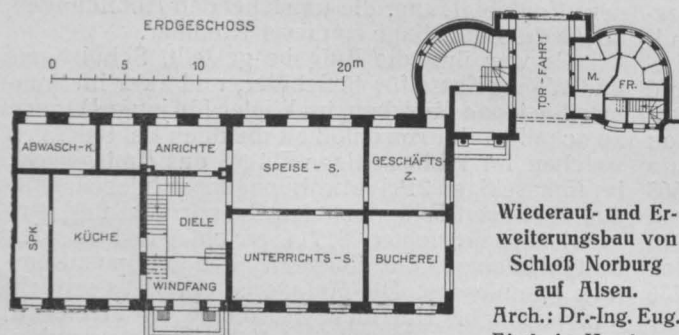 ERDGESCHOSS
0 5 10 20m
TOR-FAHRT
M.
FR.
ABWASCH-K.
ANRICHTE
SPEISE-S.
GESCHÄFTS-
Z.
SPK
KÜCHE
DIELE
UNTERRICHTS-S.
BÜCHEREI
WINDFANG
Wiederauf- und Er-
weiterungsbau von
Schloß Norburg
auf Alsen.
Arch.: Dr.-Ing. Eug.